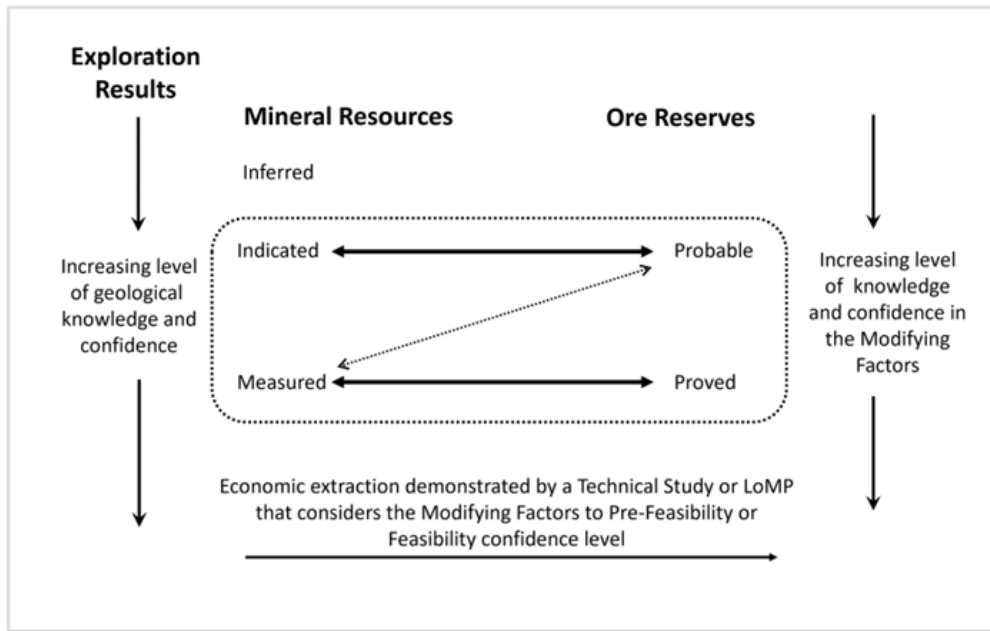 Exploration
Results
Mineral Resources
Ore Reserves
Inferred
Indicated
Probable
Measured
Proved
Increasing level
of geological
knowledge and
confidence
Increasing level
of knowledge
and confidence in
the Modifying
Factors
Economic extraction demonstrated by a Technical Study or LoMP
that considers the Modifying Factors to Pre-Feasibility or
Feasibility confidence level